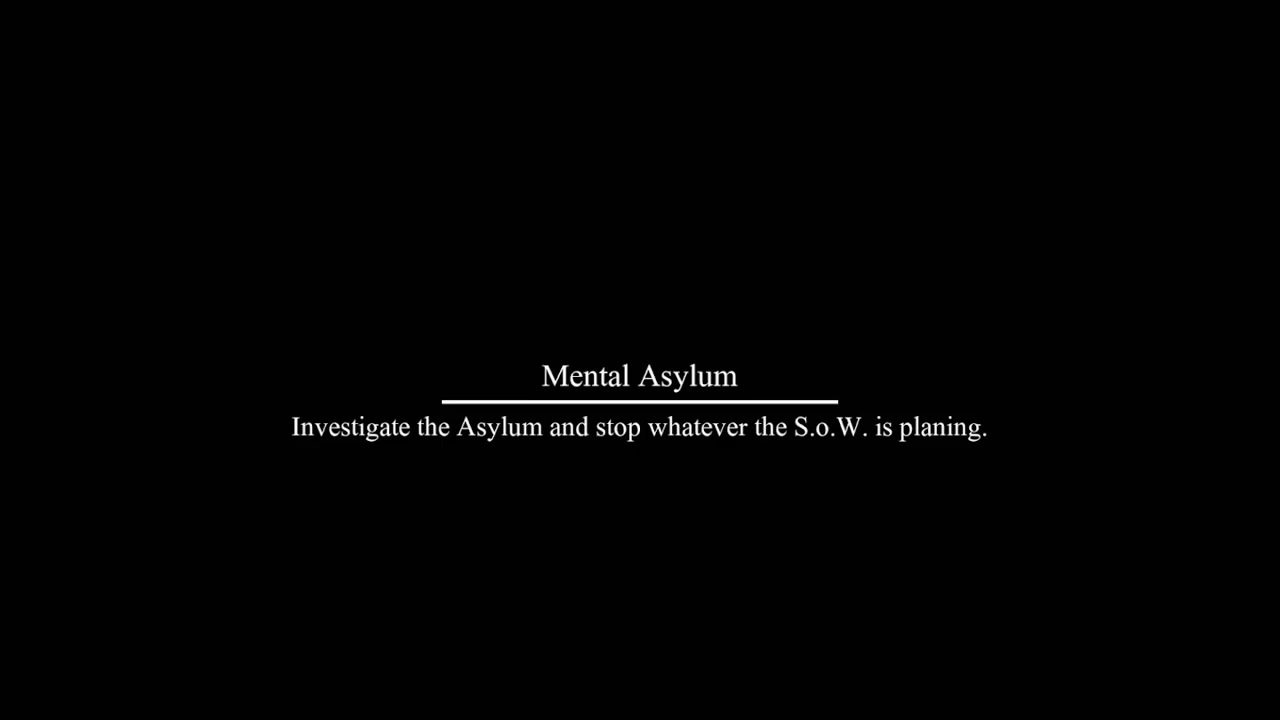 Mental Asylum
Investigate the Asylum and stop whatever the S.o.W. is planing.